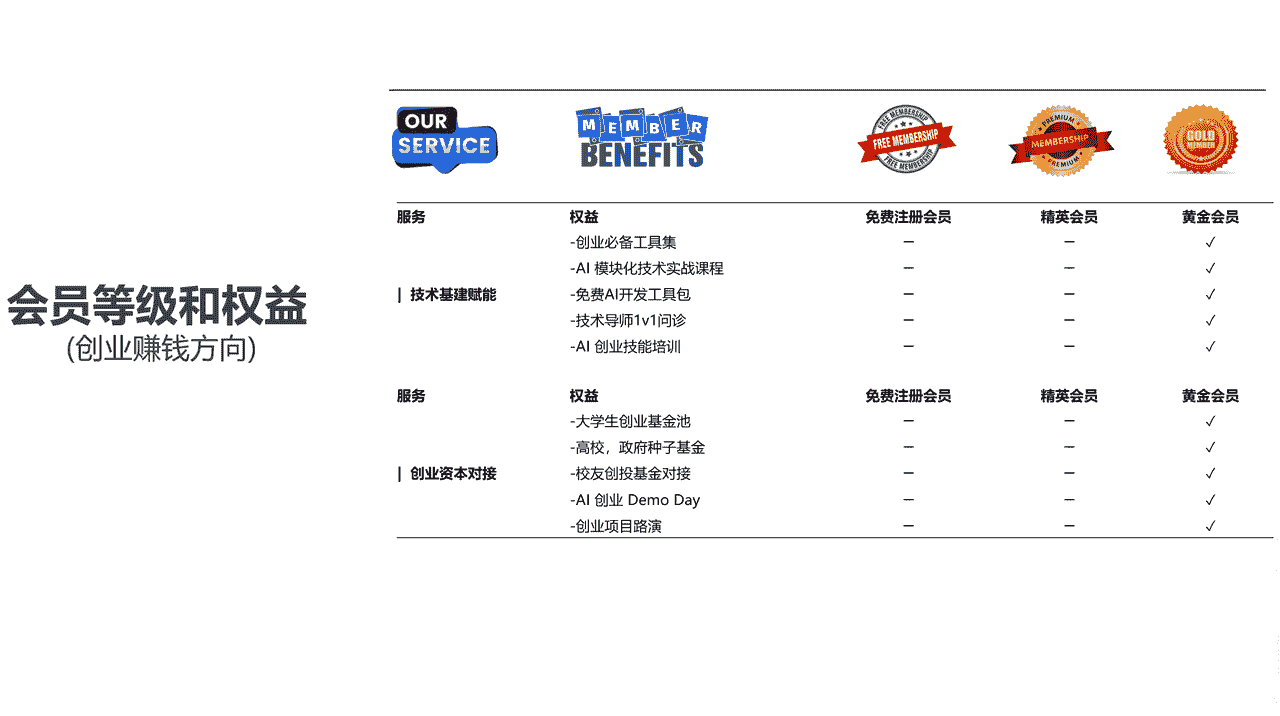 OUR
SERVICE
MEMBER
BENEFITS
FREE MEMBERSHIP
FREE MEMBERSHIP
FREE MEMBERSHIP
PREMIUM
MEMBERSHIP
PREMIUM
GOLD
MEMBER
会员等级和权益
(创业赚钱方向)
服务 权益 免费注册会员 精英会员 黄金会员
-创业必备工具集 — — ✓
-AI 模块化技术实战课程 — — ✓
| 技术基建赋能 -免费AI开发工具包 — — ✓
-技术导师1v1问诊 — — ✓
-AI 创业技能培训 — — ✓
服务 权益 免费注册会员 精英会员 黄金会员
-大学生创业基金池 — — ✓
-高校，政府种子基金 — — ✓
| 创业资本对接 -校友创投基金对接 — — ✓
-AI 创业 Demo Day — — ✓
-创业项目路演 — — ✓